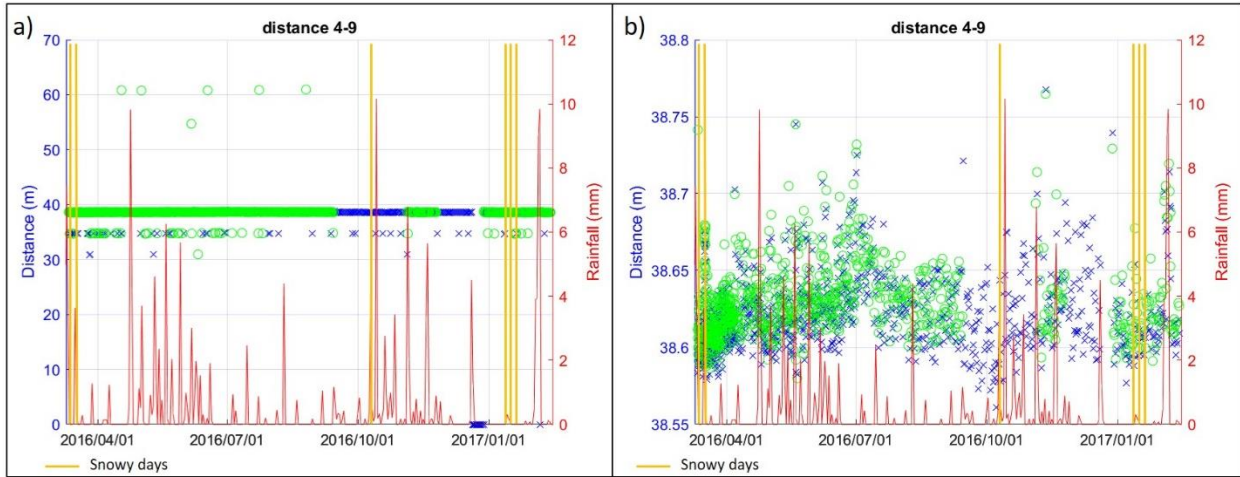 a)
distance 4-9
70
60
50
40
30
20
10
0
Distance (m)
12
10
8
6
4
2
0
Rainfall (mm)
2016/04/01 2016/07/01 2016/10/01 2017/01/01
Snowy days
b)
distance 4-9
38.8
38.75
38.7
38.65
38.6
38.55
Distance (m)
12
10
8
6
4
2
0
Rainfall (mm)
2016/04/01 2016/07/01 2016/10/01 2017/01/01
Snowy days